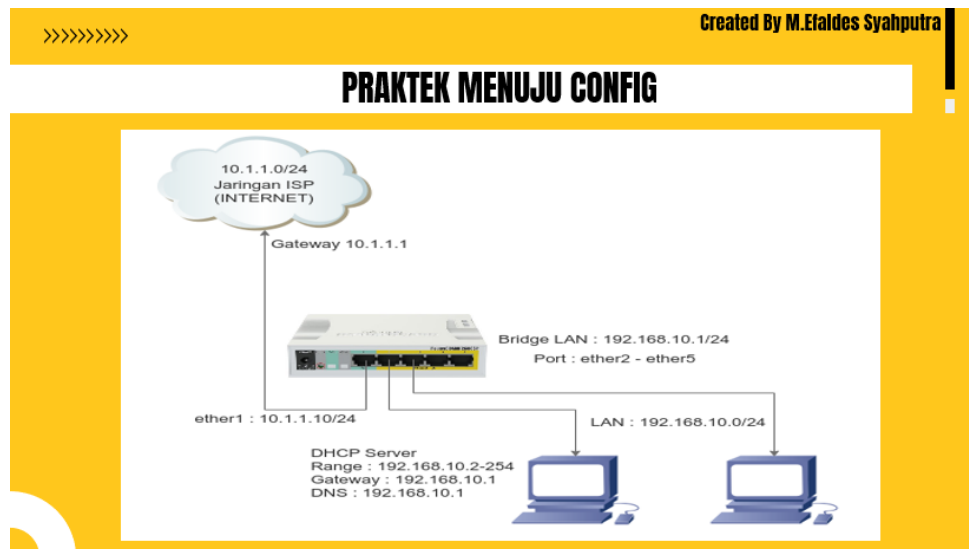 Created By M.Efaldes Syahputra
>>>>>>>>>>
PRAKTEK MENUJU CONFIG
10.1.1.0/24
Jaringan ISP
(INTERNET)
Gateway 10.1.1.1
Bridge LAN : 192.168.10.1/24
Port : ether2 - ether5
ether1 : 10.1.1.10/24
LAN : 192.168.10.0/24
DHCP Server
Range : 192.168.10.2-254
Gateway : 192.168.10.1
DNS : 192.168.10.1